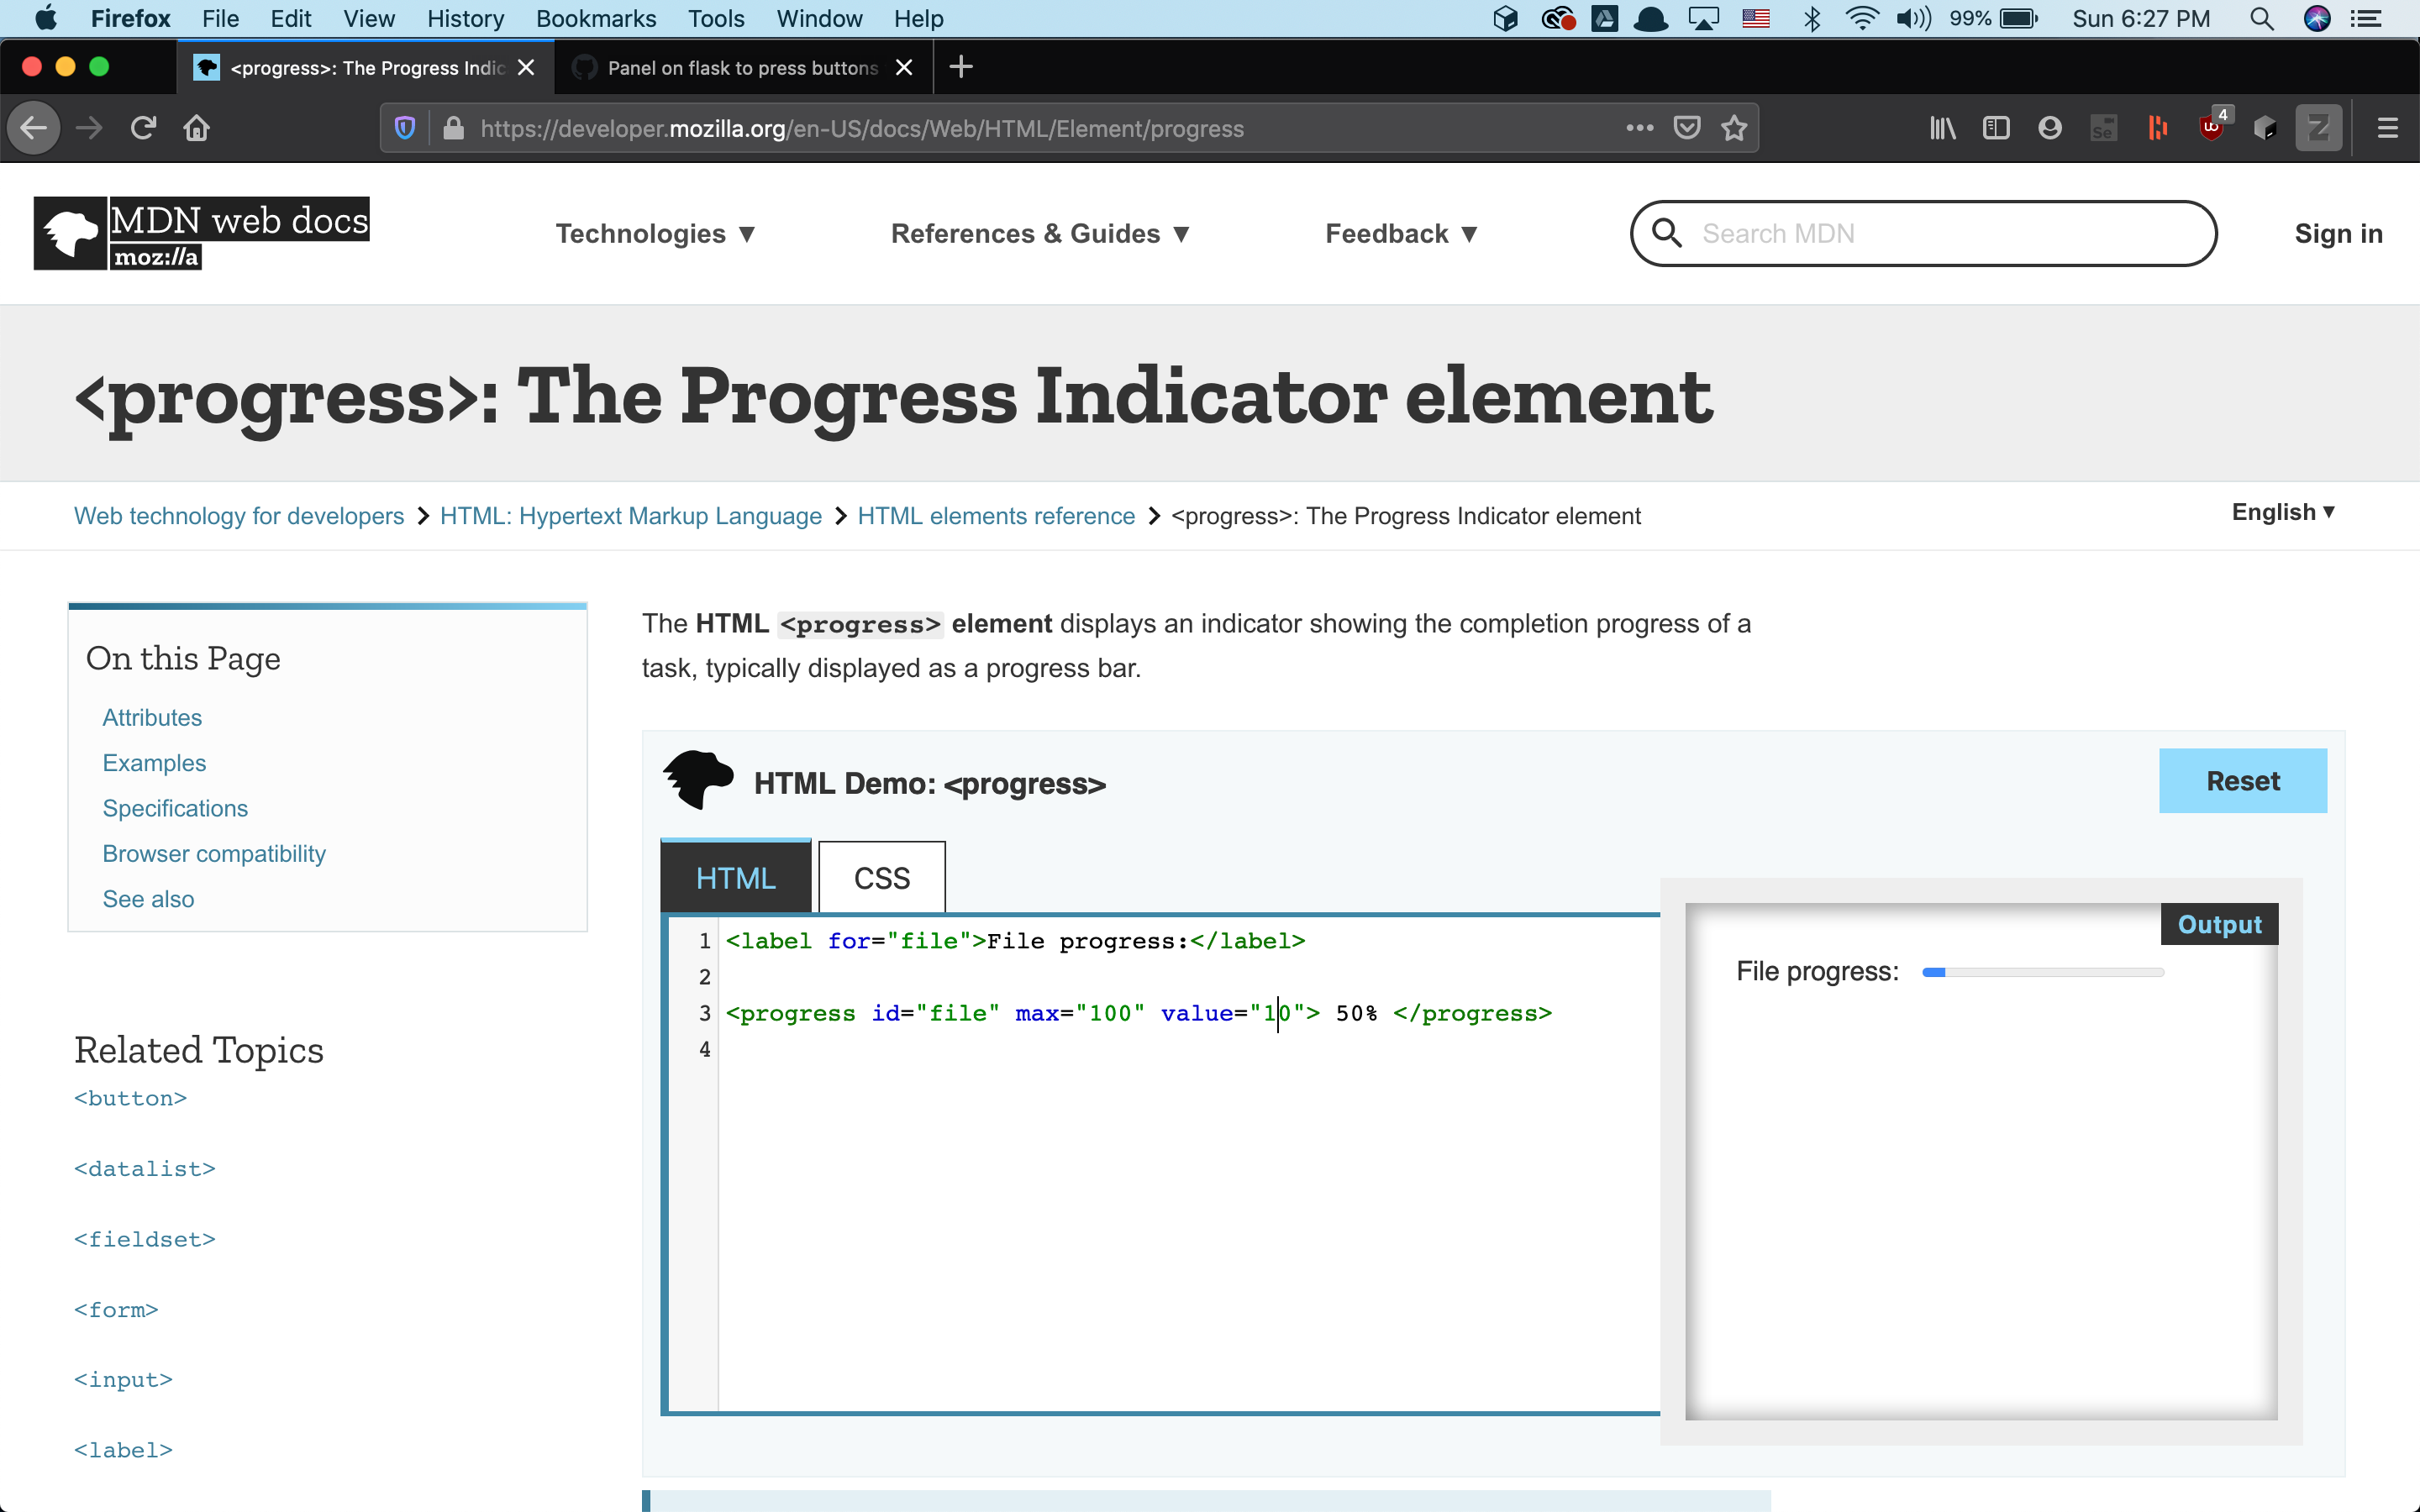 Firefox File Edit View History Bookmarks Tools Window Help 99% Sun 6:27 PM
<progress>: The Progress Indic
Panel on flask to press buttons
https://developer.mozilla.org/en-US/docs/Web/HTML/Element/progress
Se
4
Z
MDN web docs
moz://a
Technologies ▼ References & Guides ▼ Feedback ▼ Search MDN Sign in
<progress>: The Progress Indicator element
Web technology for developers > HTML: Hypertext Markup Language > HTML elements reference > <progress>: The Progress Indicator element
English ▼
On this Page
Attributes
Examples
Specifications
Browser compatibility
See also
Related Topics
<button>
<datalist>
<fieldset>
<form>
<input>
<label>
The HTML <progress> element displays an indicator showing the completion progress of a
task, typically displayed as a progress bar.
HTML Demo: <progress>
Reset
HTML CSS
1 <label for="file">File progress:</label>
2
3 <progress id="file" max="100" value="10"> 50% </progress>
4
Output
File progress: